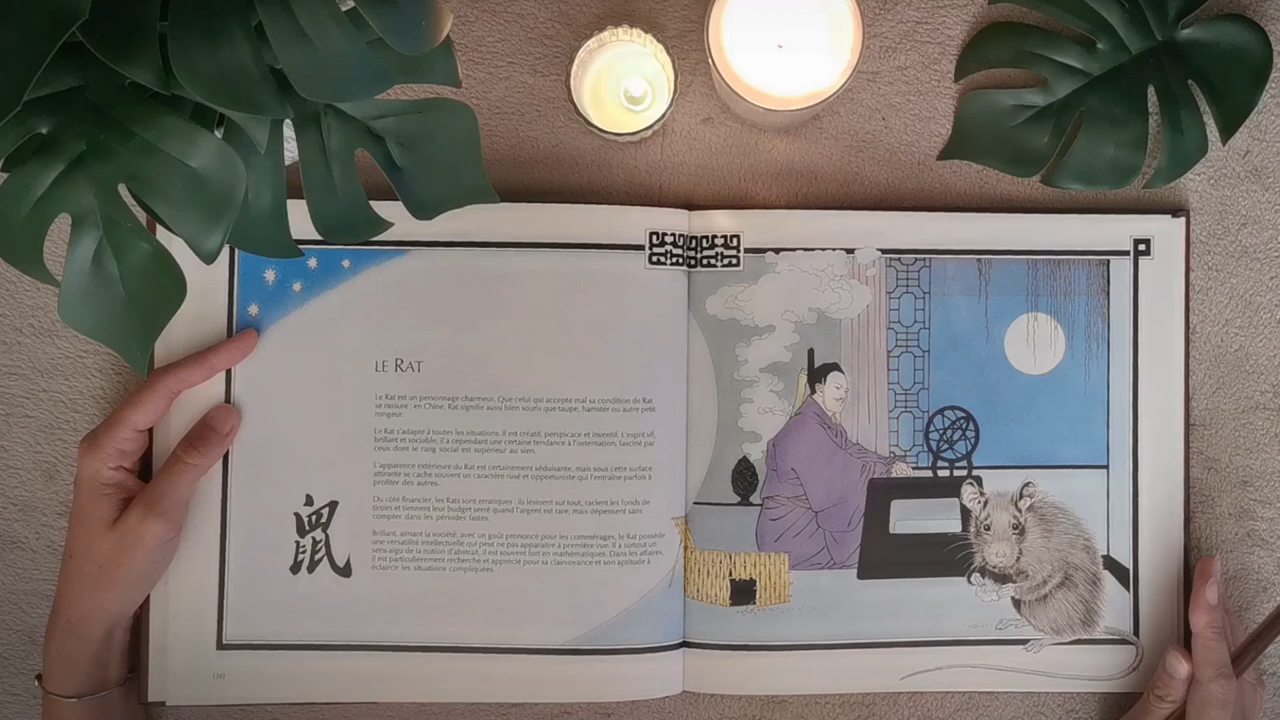 LE RAT
Le Rat est un personnage charmeur. Que celui qui accepte mal sa condition de Rat
se rassure : en Chine, Rat signifie aussi bien souris que taupe, hamster ou autre petit
rongeur.
Le Rat s'adapte à toutes les situations. Il est créatif, perspicace et inventif. L'esprit vif,
brillant et sociable, il a cependant une certaine tendance à l'ostentation, fasciné par
ceux dont le rang social est supérieur au sien.
L'apparence extérieure du Rat est certainement séduisante, mais sous cette surface
attirante se cache souvent un caractère rusé et opportuniste qui l'entraîne parfois à
profiter des autres.
Du côté financier, les Rats sont erratiques : ils lésinent sur tout, raclent les fonds de
tiroirs et tiennent leur budget serré quand l'argent est rare, mais dépensent sans
compter dans les périodes fastes.
Brillant, aimant la société, avec un goût prononcé pour les commérages, le Rat possède
une versatilité intellectuelle qui peut ne pas apparaître à première vue. Il a surtout un
sens aigu de la notion d'abstrait, il est souvent fort en mathématiques. Dans les affaires,
il est particulièrement recherché et apprécié pour sa clairvoyance et son aptitude à
éclaircir les situations compliquées.
鼠